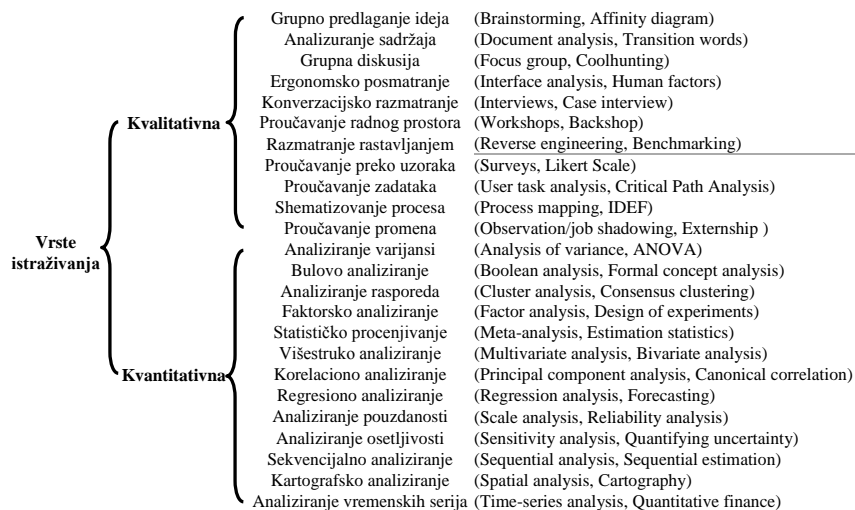 Grupno predlaganje ideja (Brainstorming, Affinity diagram)
Analizuranje sadržaja (Document analysis, Transition words)
Grupna diskusija (Focus group, Coolhunting)
Ergonomsko posmatranje (Interface analysis, Human factors)
Konverzacijsko razmatranje (Interviews, Case interview)
Kvalitativna Proučavanje radnog prostora (Workshops, Backshop)
Razmatranje rastavljanjem (Reverse engineering, Benchmarking)
Proučavanje preko uzoraka (Surveys, Likert Scale)
Proučavanje zadataka (User task analysis, Critical Path Analysis)
Shematizovanje procesa (Process mapping, IDEF)
Proučavanje promena (Observation/job shadowing, Externship )
Vrste
istraživanja
Analiziranje varijansi (Analysis of variance, ANOVA)
Bulovo analiziranje (Boolean analysis, Formal concept analysis)
Analiziranje rasporeda (Cluster analysis, Consensus clustering)
Faktorsko analiziranje (Factor analysis, Design of experiments)
Statističko procenjivanje (Meta-analysis, Estimation statistics)
Višestruko analiziranje (Multivariate analysis, Bivariate analysis)
Kvantitativna Korelaciono analiziranje (Principal component analysis, Canonical correlation)
Regresiono analiziranje (Regression analysis, Forecasting)
Analiziranje pouzdanosti (Scale analysis, Reliability analysis)
Analiziranje osetljivosti (Sensitivity analysis, Quantifying uncertainty)
Sekvencijalno analiziranje (Sequential analysis, Sequential estimation)
Kartografsko analiziranje (Spatial analysis, Cartography)
Analiziranje vremenskih serija (Time-series analysis, Quantitative finance)